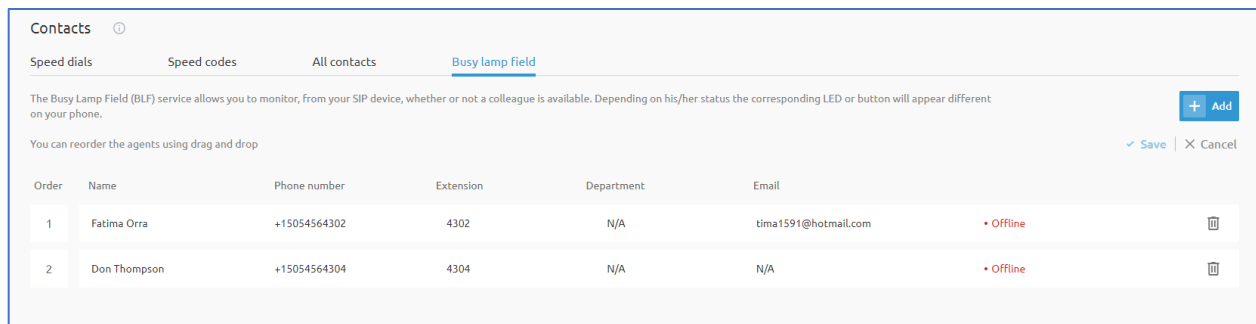 Contacts
Speed dials Speed codes All contacts Busy lamp field
The Busy Lamp Field (BLF) service allows you to monitor, from your SIP device, whether or not a colleague is available. Depending on his/her status the corresponding LED or button will appear different
on your phone.
+ Add
You can reorder the agents using drag and drop
Save Cancel
Order Name Phone number Extension Department Email
1 Fatima Orra +15054564302 4302 N/A tima1591@hotmail.com • Offline
2 Don Thompson +15054564304 4304 N/A N/A • Offline